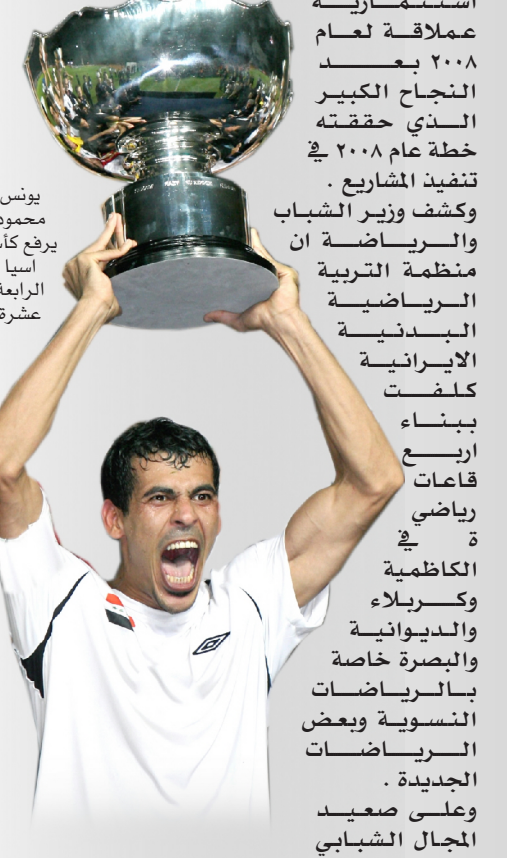 استثمارية
عملاقة لعام
٢٠٠٨ بعد
النجاح الكبير
الذي حققته
خطة عام ٢٠٠٨ في
تنفيذ المشاريع .
وكشف وزير الشباب
والرياضة ان
منظمة التربية
الرياضية
البدنية
الايرانية
كلفت
ببناء
اربع
قاعات
رياضي
ة في
الكاظمية
وكربلاء
والديوانية
والبصرة خاصة
بالرياضات
النسوية وبعض
الرياضات
الجديدة .
وعلى صعيد
المجال الشبابي
يونس
محمود
يرفع كأس
اسيا
الرابعة
عشرة